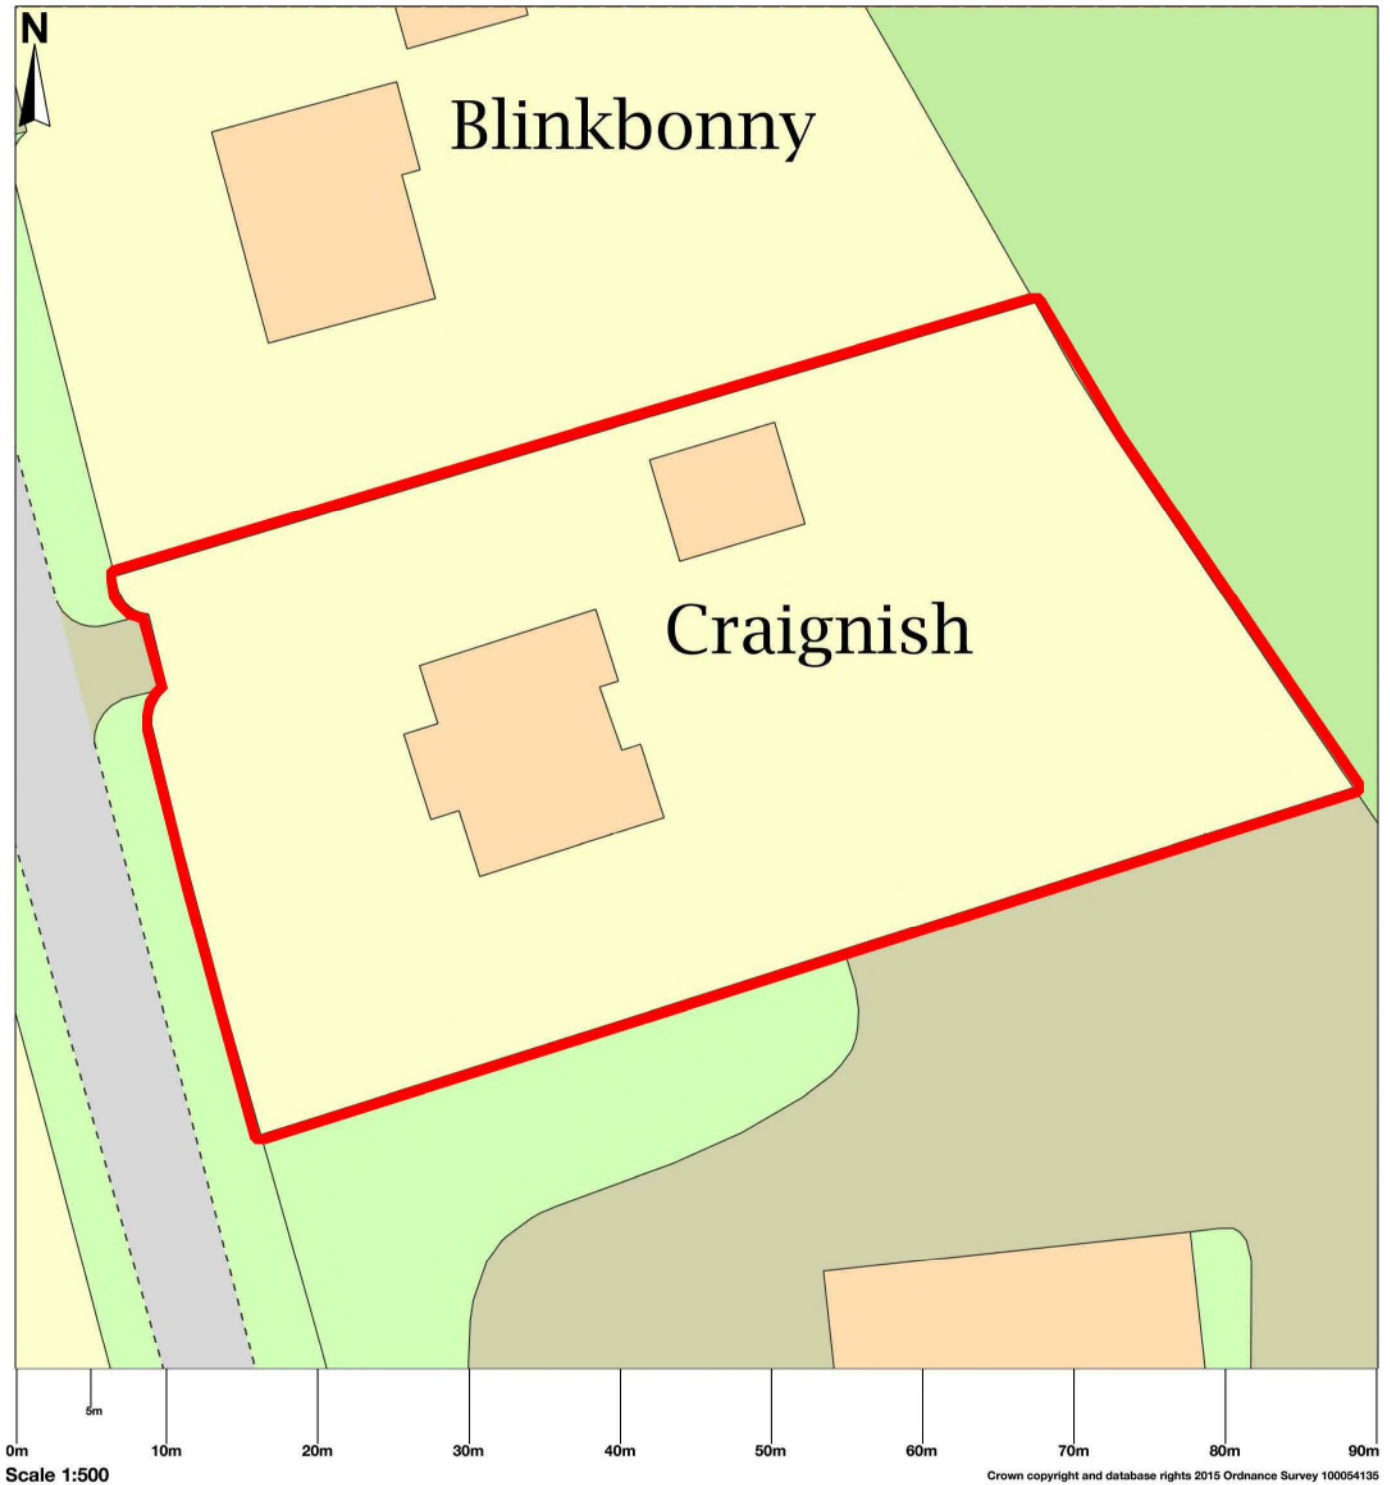 N
Blinkbonny
Craignish
5m
0m 10m 20m 30m 40m 50m 60m 70m 80m 90m
Scale 1:500
Crown copyright and database rights 2015 Ordnance Survey 100054135